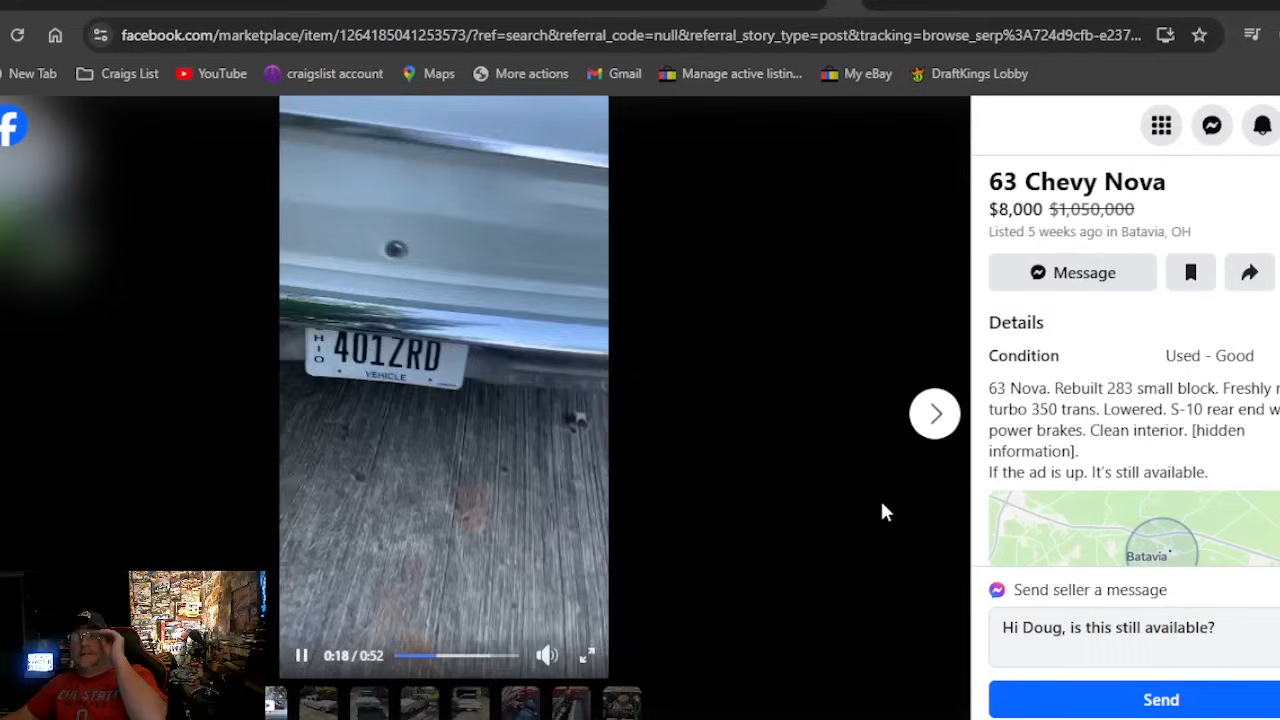 facebook.com/marketplace/item/1264185041253573/?ref=search&referral_code=null&referral_story_type=post&tracking=browse_serp%3A724d9cfb-e237...
New Tab
Craigs List
YouTube
craigslist account
Maps
More actions
Gmail
Manage active listin...
My eBay
DraftKings Lobby
63 Chevy Nova
$8,000 $1,050,000
Listed 5 weeks ago in Batavia, OH
Message
Details
Condition Used - Good
63 Nova. Rebuilt 283 small block. Freshly
turbo 350 trans. Lowered. S-10 rear end
power brakes. Clean interior. [hidden
information].
If the ad is up. It's still available.
Batavia
Send seller a message
Hi Doug, is this still available?
Send
HIO
401ZRD
VEHICLE
0:18 / 0:52